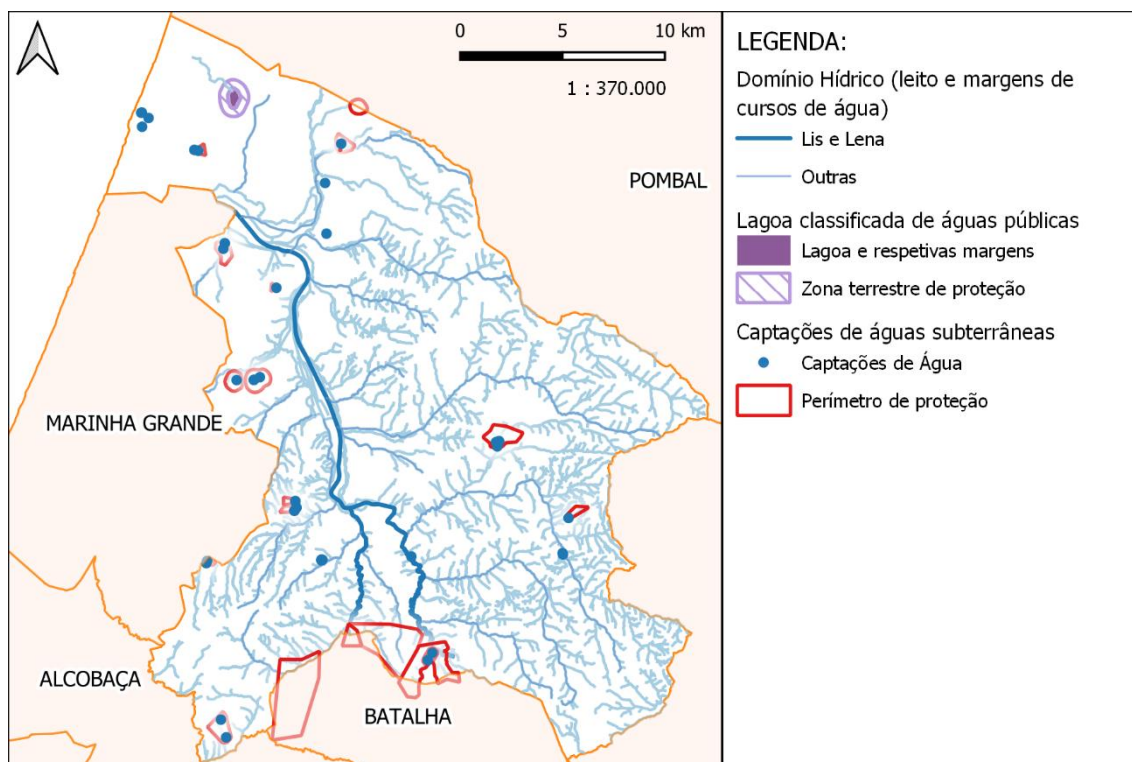 0 5 10 km
1 : 370.000
POMBAL
MARINHA GRANDE
ALCOBAÇA
BATALHA
LEGENDA:
Domínio Hídrico (leito e margens de
cursos de água)
Lis e Lena
Outras
Lagoa classificada de águas públicas
Lagoa e respetivas margens
Zona terrestre de proteção
Captações de águas subterrâneas
Captações de Água
Perímetro de proteção